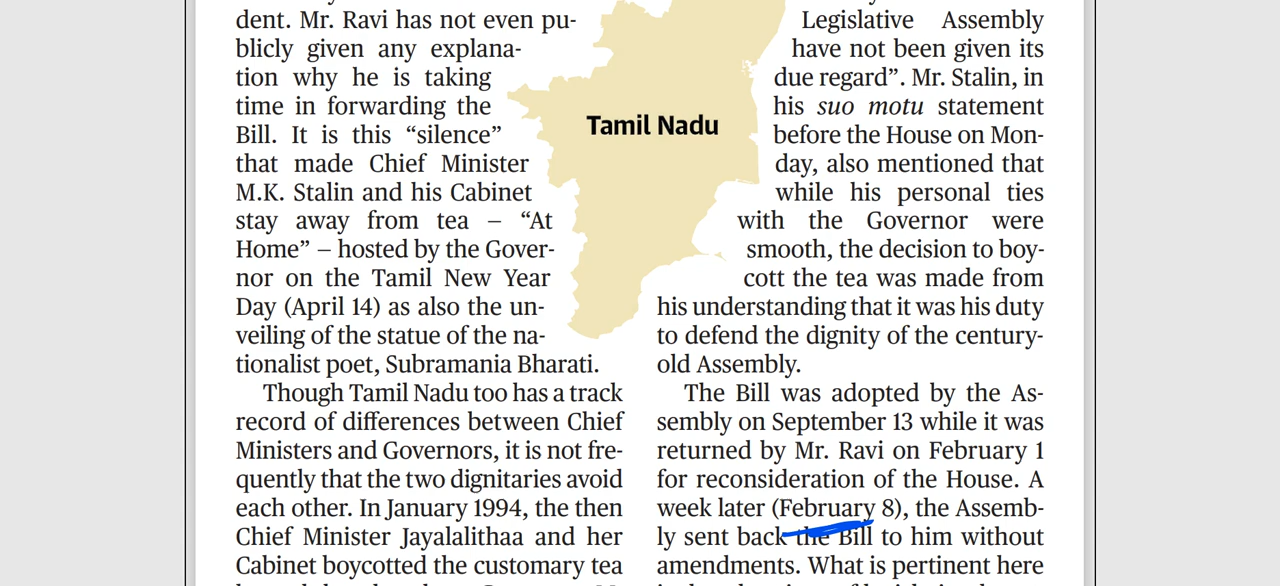 dent. Mr. Ravi has not even pu-
blicly given any explana-
tion why he is taking
time in forwarding the
Bill. It is this “silence”
that made Chief Minister
M.K. Stalin and his Cabinet
stay away from tea – “At
Home” – hosted by the Gover-
nor on the Tamil New Year
Day (April 14) as also the un-
veiling of the statue of the na-
tionalist poet, Subramania Bharati.
Though Tamil Nadu too has a track
record of differences between Chief
Ministers and Governors, it is not fre-
quently that the two dignitaries avoid
each other. In January 1994, the then
Chief Minister Jayalalithaa and her
Cabinet boycotted the customary tea
Tamil Nadu
Legislative Assembly
have not been given its
due regard”. Mr. Stalin, in
his suo motu statement
before the House on Mon-
day, also mentioned that
while his personal ties
with the Governor were
smooth, the decision to boy-
cott the tea was made from
his understanding that it was his duty
to defend the dignity of the century-
old Assembly.
The Bill was adopted by the As-
sembly on September 13 while it was
returned by Mr. Ravi on February 1
for reconsideration of the House. A
week later (February 8), the Assemb-
ly sent back the Bill to him without
amendments. What is pertinent here